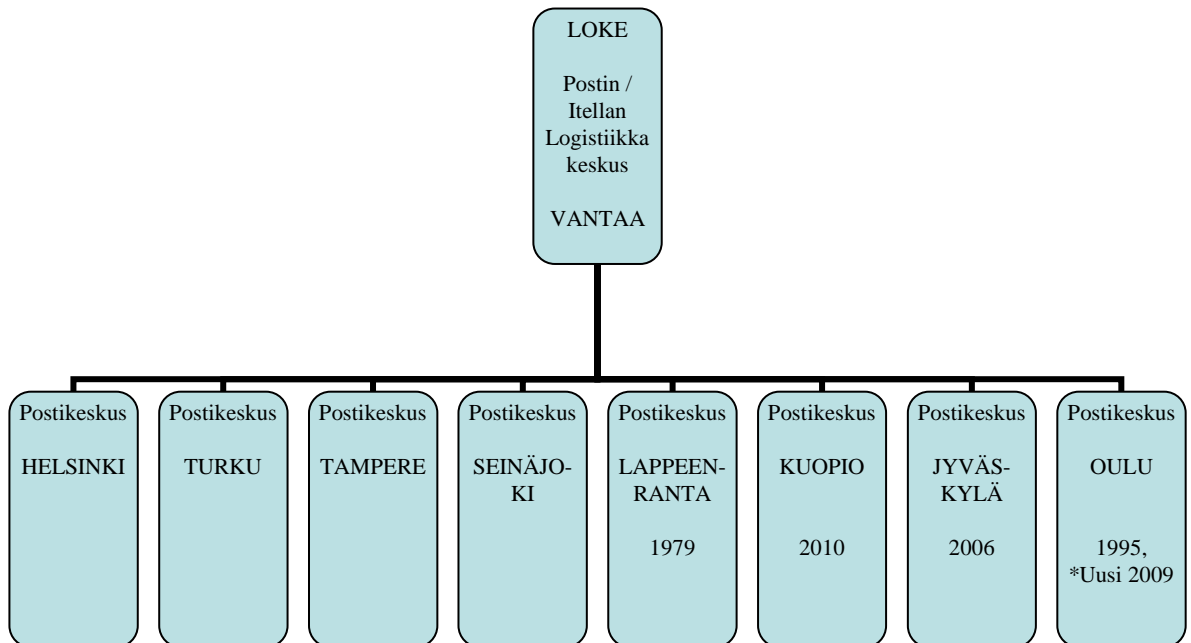 LOKE
Postin /
Itellan
Logistiikka
keskus
VANTAA
Postikeskus
HELSINKI
Postikeskus
TURKU
Postikeskus
TAMPERE
Postikeskus
SEINÄJO-
KI
Postikeskus
LAPPEEN-
RANTA
1979
Postikeskus
KUOPIO
2010
Postikeskus
JYVÄS-
KYLÄ
2006
Postikeskus
OULU
1995,
*Uusi 2009